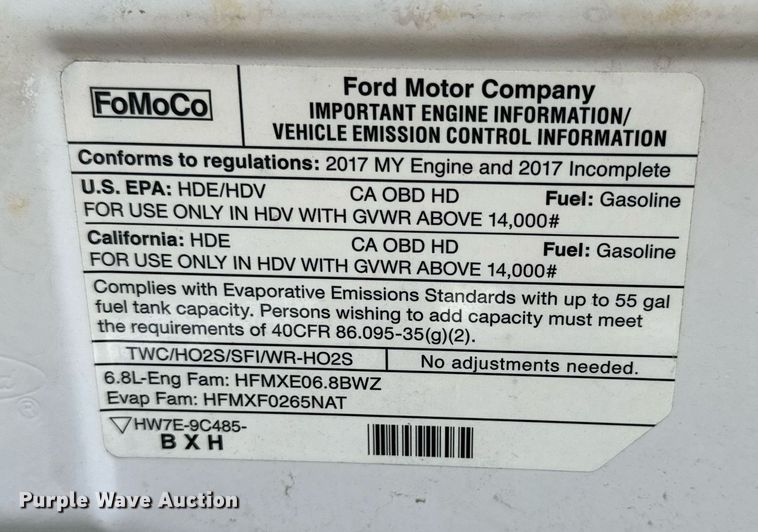 FoMoCo
Ford Motor Company
IMPORTANT ENGINE INFORMATION/
VEHICLE EMISSION CONTROL INFORMATION
Conforms to regulations: 2017 MY Engine and 2017 Incomplete
U.S. EPA: HDE/HDV CA OBD HD Fuel: Gasoline
FOR USE ONLY IN HDV WITH GVWR ABOVE 14,000#
California: HDE CA OBD HD Fuel: Gasoline
FOR USE ONLY IN HDV WITH GVWR ABOVE 14,000#
Complies with Evaporative Emissions Standards with up to 55 gal
fuel tank capacity. Persons wishing to add capacity must meet
the requirements of 40CFR 86.095-35(g)(2).
TWC/HO2S/SFI/WR-HO2S No adjustments needed.
6.8L-Eng Fam: HFMXE06.8BWZ
Evap Fam: HFMXF0265NAT
HW7E-9C485-
B X H
®
Purple Wave Auction